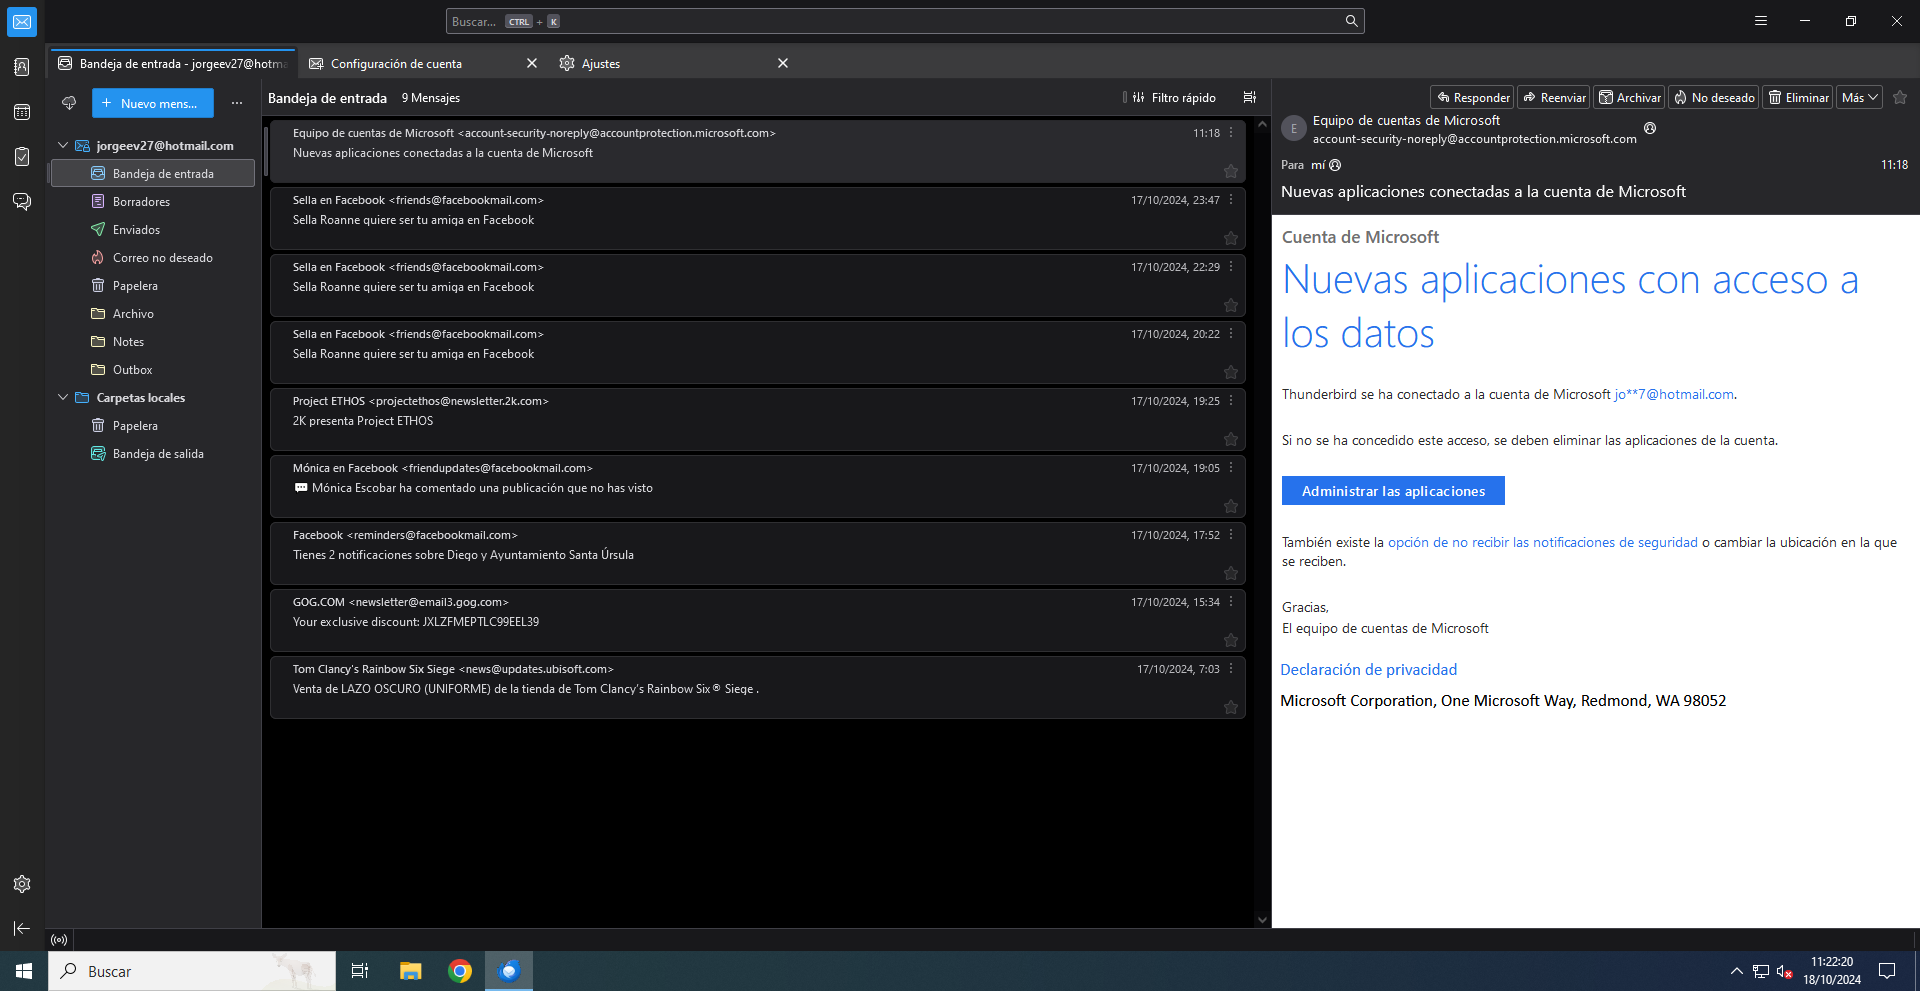 Buscar... CTRL + K
Bandeja de entrada - jorgeev27@hotma
Configuración de cuenta
Ajustes
+ Nuevo mens...
jorgeev27@hotmail.com
Bandeja de entrada
Borradores
Enviados
Correo no deseado
Papelera
Archivo
Notes
Outbox
Carpetas locales
Papelera
Bandeja de salida
Bandeja de entrada 9 Mensajes Filtro rápido
Equipo de cuentas de Microsoft <account-security-noreply@accountprotection.microsoft.com> 11:18
Nuevas aplicaciones conectadas a la cuenta de Microsoft
Sella en Facebook <friends@facebookmail.com> 17/10/2024, 23:47
Sella Roanne quiere ser tu amiga en Facebook
Sella en Facebook <friends@facebookmail.com> 17/10/2024, 22:29
Sella Roanne quiere ser tu amiga en Facebook
Sella en Facebook <friends@facebookmail.com> 17/10/2024, 20:22
Sella Roanne quiere ser tu amiga en Facebook
Project ETHOS <projectethos@newsletter.2k.com> 17/10/2024, 19:25
2K presenta Project ETHOS
Mónica en Facebook <friendupdates@facebookmail.com> 17/10/2024, 19:05
💬 Mónica Escobar ha comentado una publicación que no has visto
Facebook <reminders@facebookmail.com> 17/10/2024, 17:52
Tienes 2 notificaciones sobre Diego y Ayuntamiento Santa Úrsula
GOG.COM <newsletter@email3.gog.com> 17/10/2024, 15:34
Your exclusive discount: JXLZFMEPTLC99EEL39
Tom Clancy's Rainbow Six Siege <news@updates.ubisoft.com> 17/10/2024, 7:03
Venta de LAZO OSCURO (UNIFORME) de la tienda de Tom Clancy's Rainbow Six® Siege .
Responder Reenviar Archivar No deseado Eliminar Más
E
Equipo de cuentas de Microsoft
account-security-noreply@accountprotection.microsoft.com
Para mí 11:18
Nuevas aplicaciones conectadas a la cuenta de Microsoft
Cuenta de Microsoft
Nuevas aplicaciones con acceso a
los datos
Thunderbird se ha conectado a la cuenta de Microsoft jo**7@hotmail.com.
Si no se ha concedido este acceso, se deben eliminar las aplicaciones de la cuenta.
Administrar las aplicaciones
También existe la opción de no recibir las notificaciones de seguridad o cambiar la ubicación en la que
se reciben.
Gracias,
El equipo de cuentas de Microsoft
Declaración de privacidad
Microsoft Corporation, One Microsoft Way, Redmond, WA 98052
Buscar
11:22:20
18/10/2024